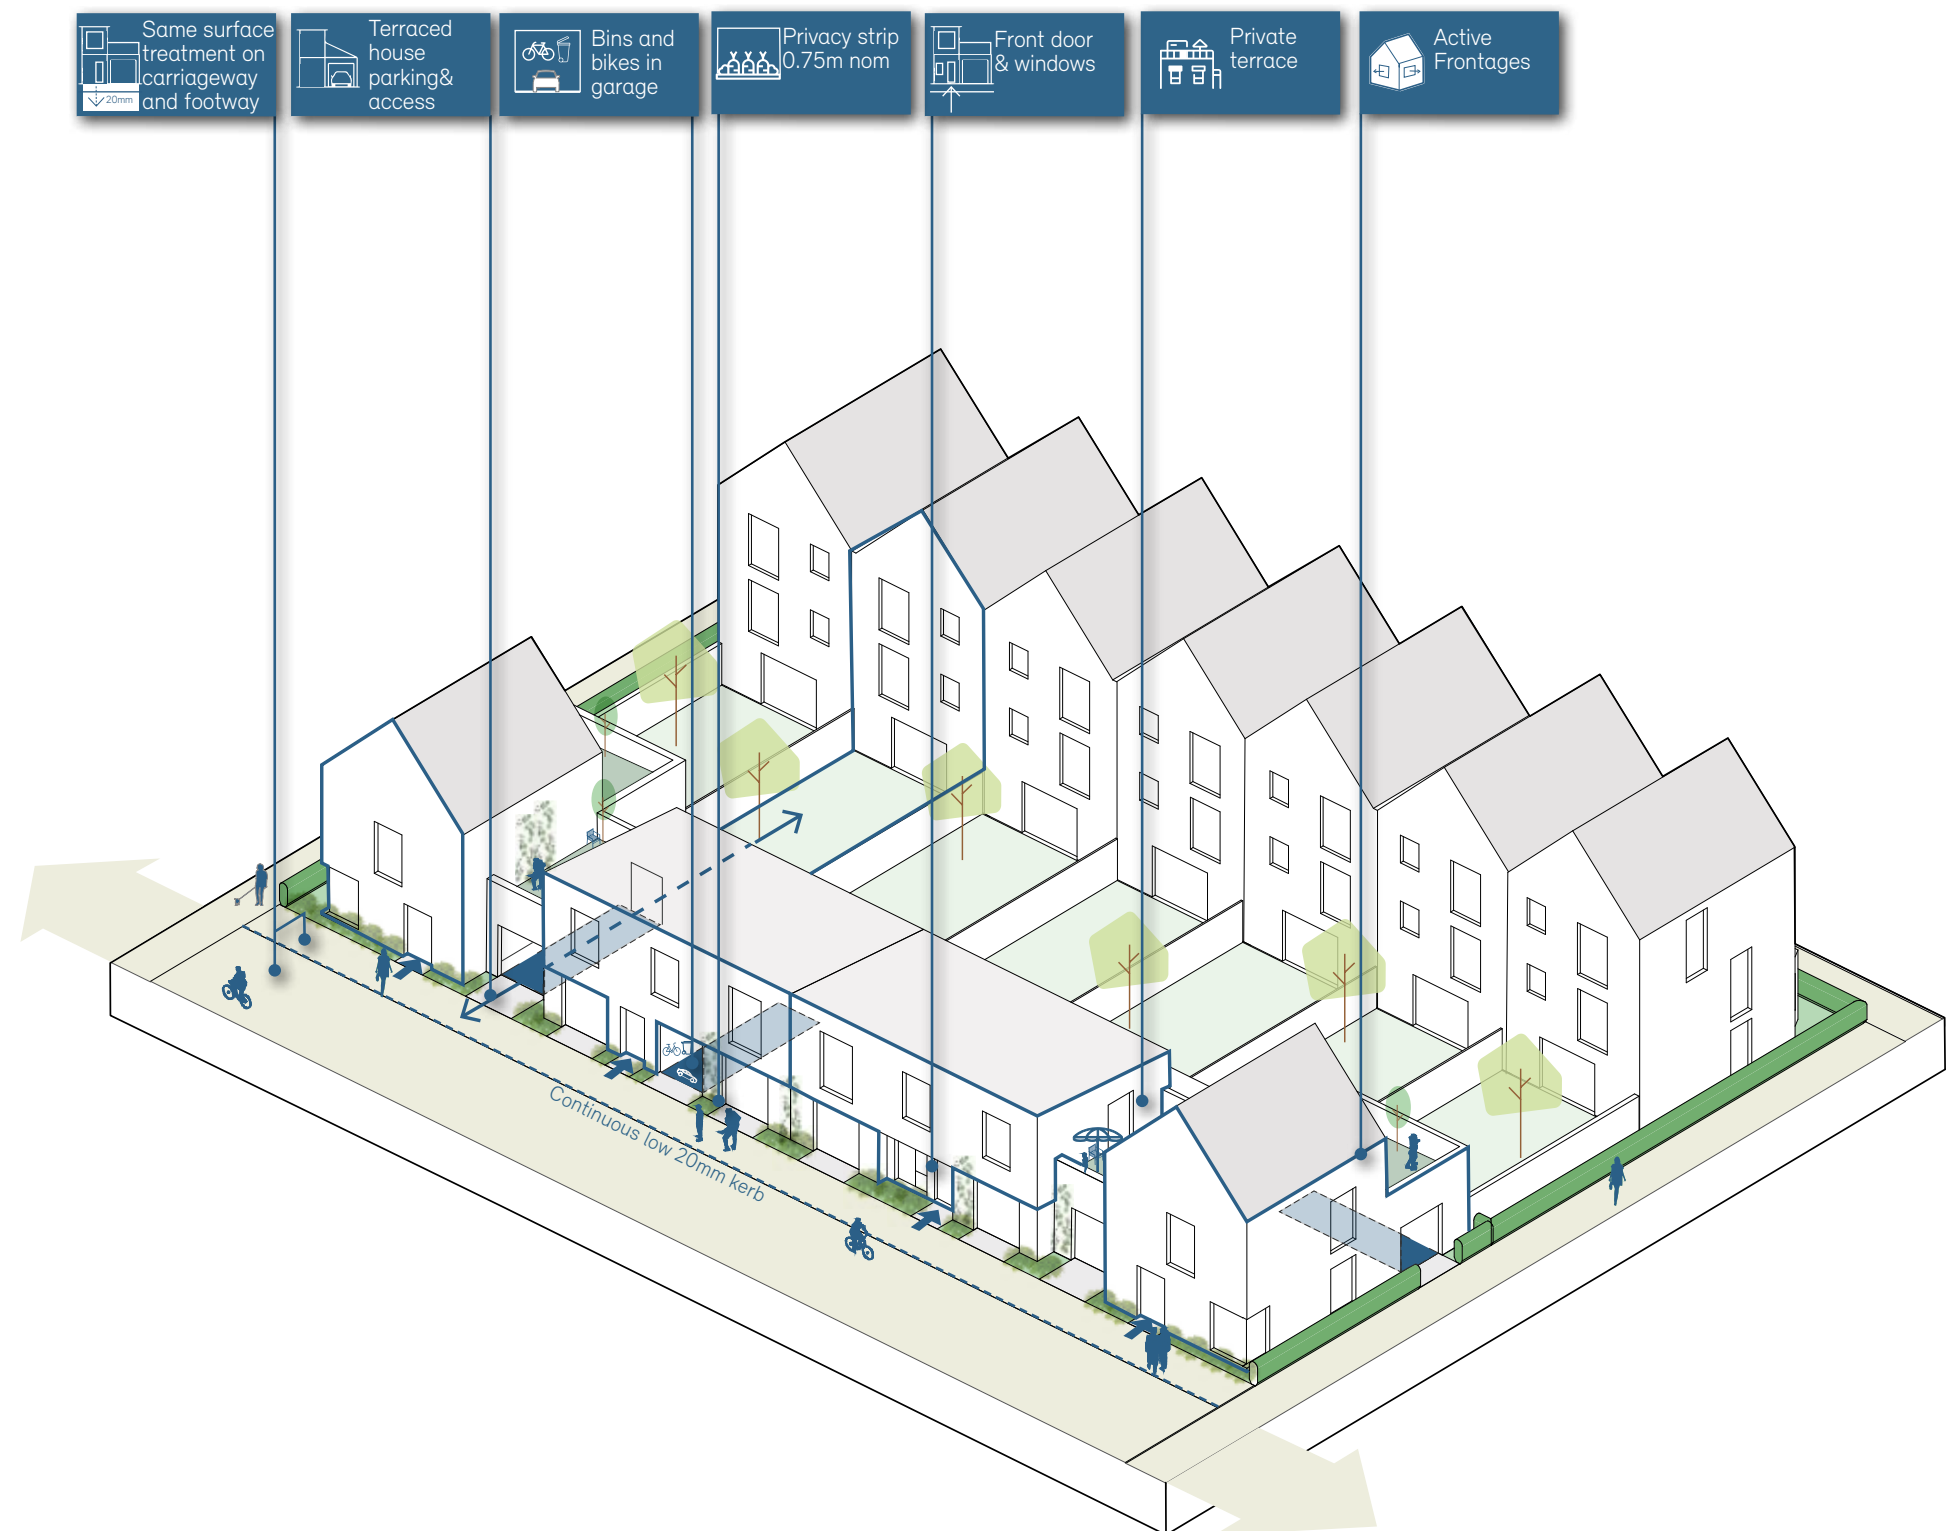 Same surface
treatment on
carriageway
and footway
20mm
Terraced
house
parking&
access
Bins and
bikes in
garage
Privacy strip
0.75m nom
Front door
& windows
Private
terrace
Active
Frontages
Continuous low 20mm kerb